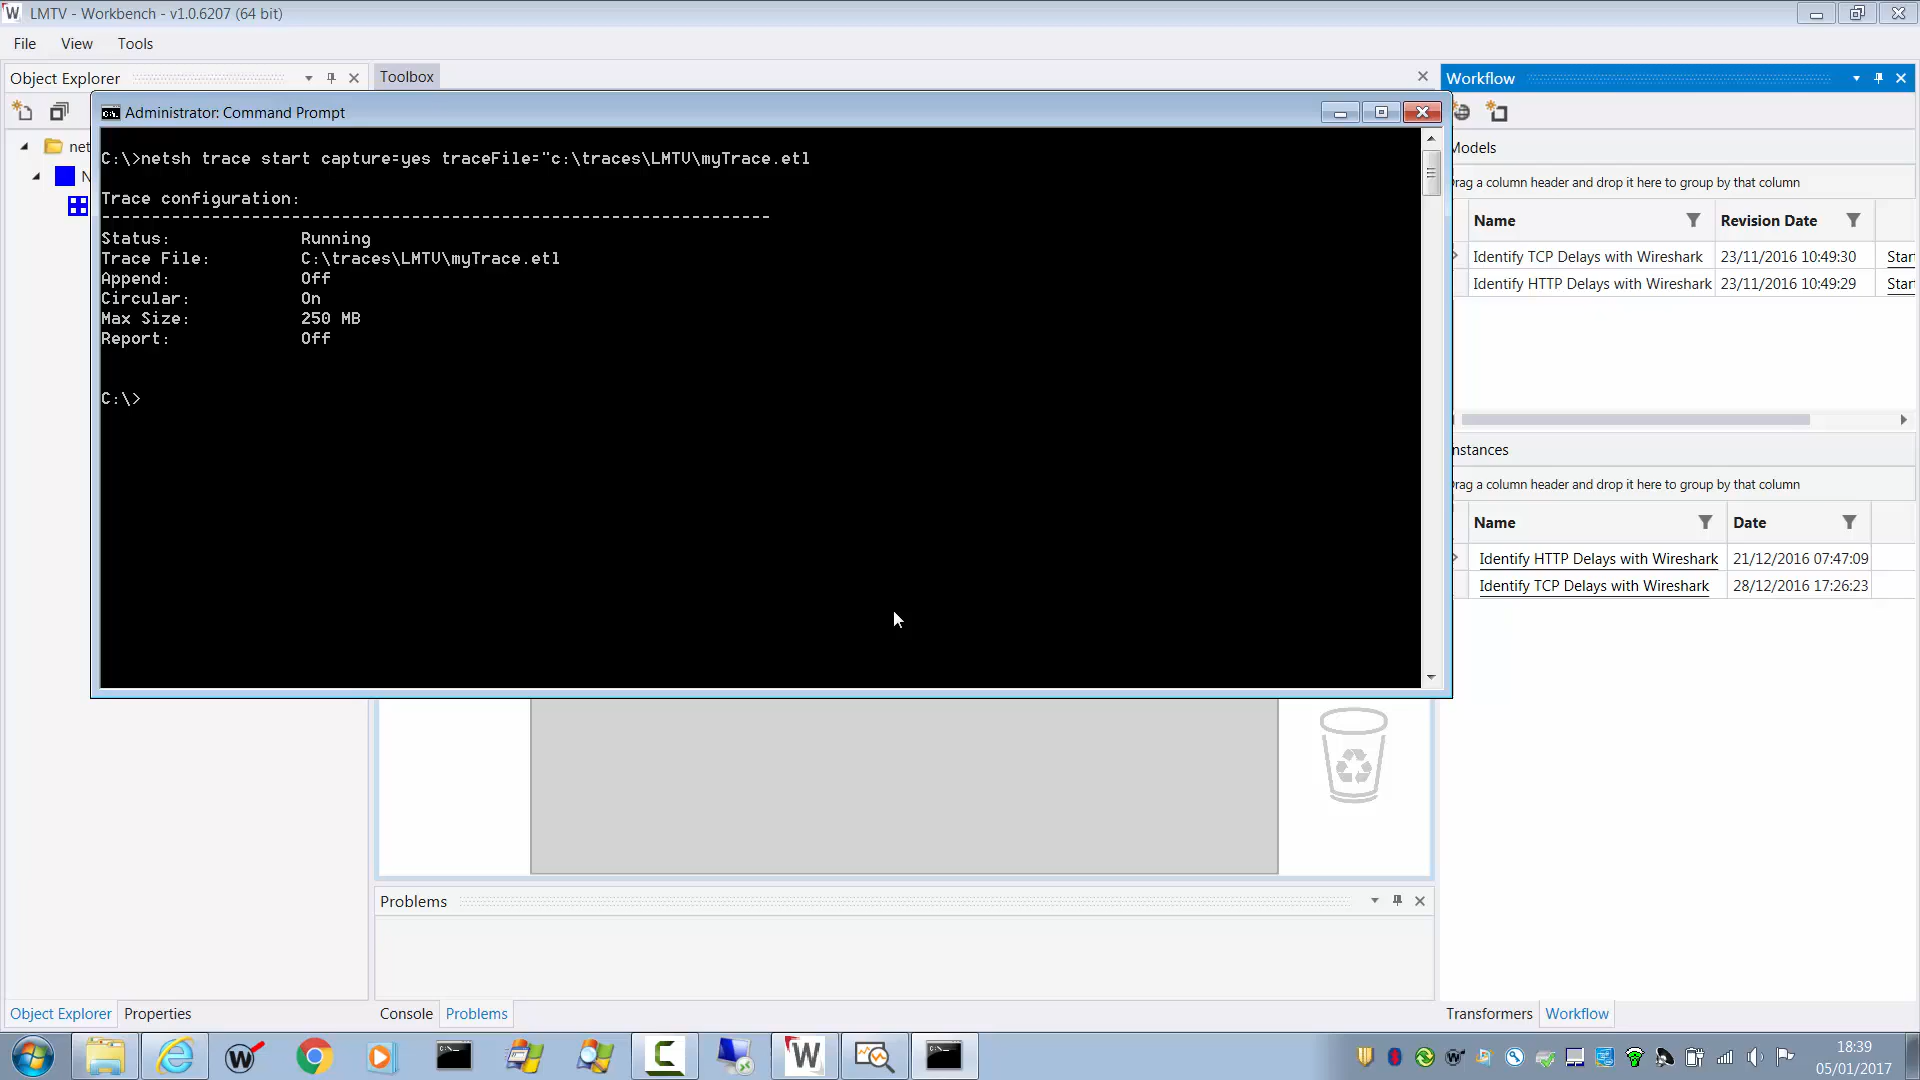 LMTV - Workbench - v1.0.6207 (64 bit)
File View Tools
Object Explorer
Toolbox
Workflow
net
N
Administrator: Command Prompt
C:\>netsh trace start capture=yes traceFile="c:\traces\LMTV\myTrace.etl
Trace configuration:
-------------------------------------------------------------------
Status: Running
Trace File: C:\traces\LMTV\myTrace.etl
Append: Off
Circular: On
Max Size: 250 MB
Report: Off
C:\>
Models
Drag a column header and drop it here to group by that column
Name Revision Date
Identify TCP Delays with Wireshark 23/11/2016 10:49:30 Star
Identify HTTP Delays with Wireshark 23/11/2016 10:49:29 Star
nstances
rag a column header and drop it here to group by that column
Name Date
Identify HTTP Delays with Wireshark 21/12/2016 07:47:09
Identify TCP Delays with Wireshark 28/12/2016 17:26:23
Problems
Object Explorer Properties
Console Problems
Transformers Workflow
18:39
05/01/2017